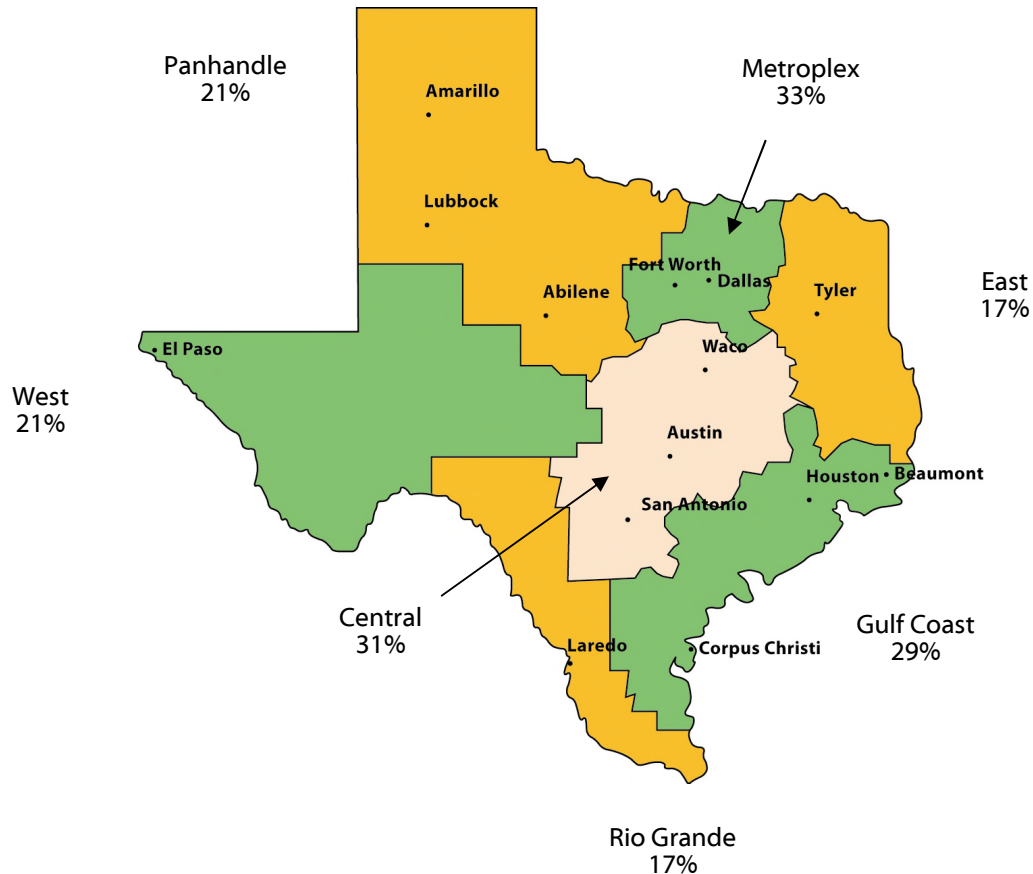 Panhandle
21%
Metroplex
33%
Amarillo
Lubbock
Fort Worth
Dallas
Abilene
Tyler
East
17%
El Paso
Waco
West
21%
Austin
Houston
Beaumont
San Antonio
Central
31%
Gulf Coast
29%
Laredo
Corpus Christi
Rio Grande
17%